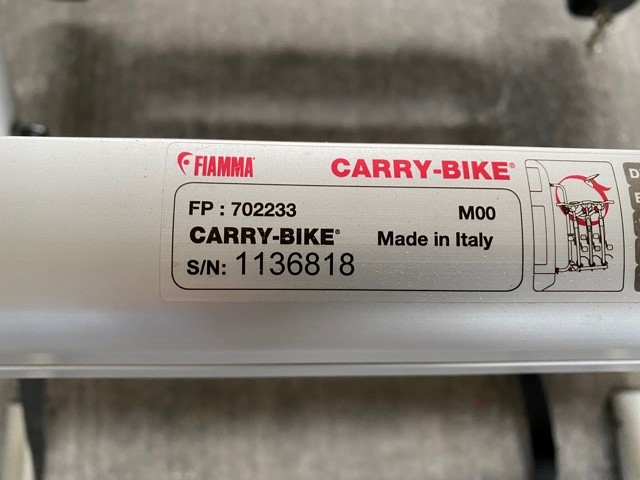 FIAMMA CARRY-BIKE®
FP : 702233 M00
CARRY-BIKE® Made in Italy
S/N: 1136818